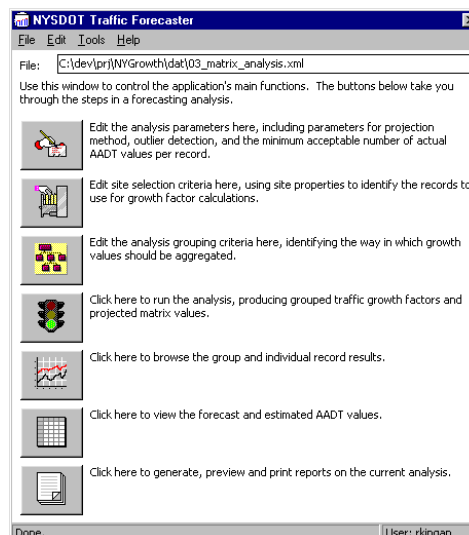 NYSDOT Traffic Forecaster
File Edit Tools Help
File: C:\dev\prj\NYGrowth\dat\03_matrix_analysis.xml
Use this window to control the application's main functions. The buttons below take you
through the steps in a forecasting analysis.
Edit the analysis parameters here, including parameters for projection
method, outlier detection, and the minimum acceptable number of actual
AADT values per record.
Edit site selection criteria here, using site properties to identify the records to
use for growth factor calculations.
Edit the analysis grouping criteria here, identifying the way in which growth
values should be aggregated.
Click here to run the analysis, producing grouped traffic growth factors and
projected matrix values.
Click here to browse the group and individual record results.
Click here to view the forecast and estimated AADT values.
Click here to generate, preview and print reports on the current analysis.
Done. User: rkingan